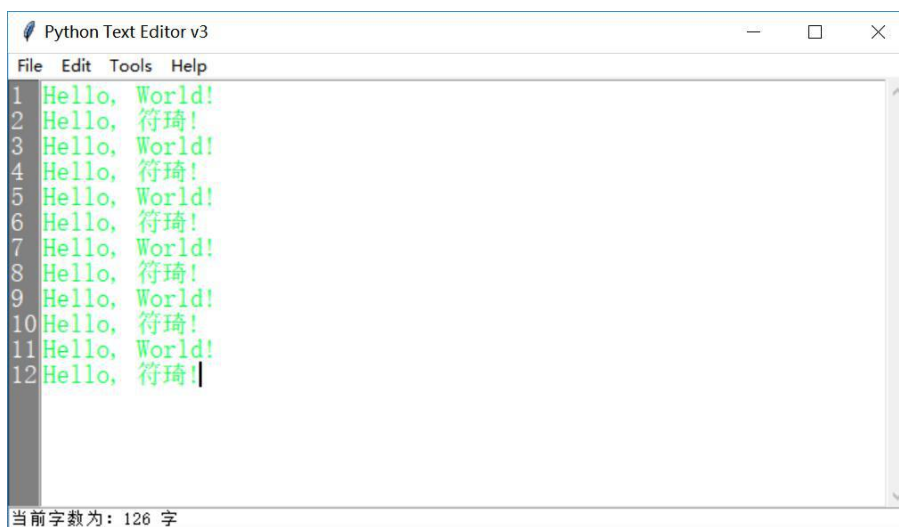 Python Text Editor v3
File Edit Tools Help
1 Hello, World!
2 Hello, 符琦!
3 Hello, World!
4 Hello, 符琦!
5 Hello, World!
6 Hello, 符琦!
7 Hello, World!
8 Hello, 符琦!
9 Hello, World!
10 Hello, 符琦!
11 Hello, World!
12 Hello, 符琦!
当前字数为: 126 字